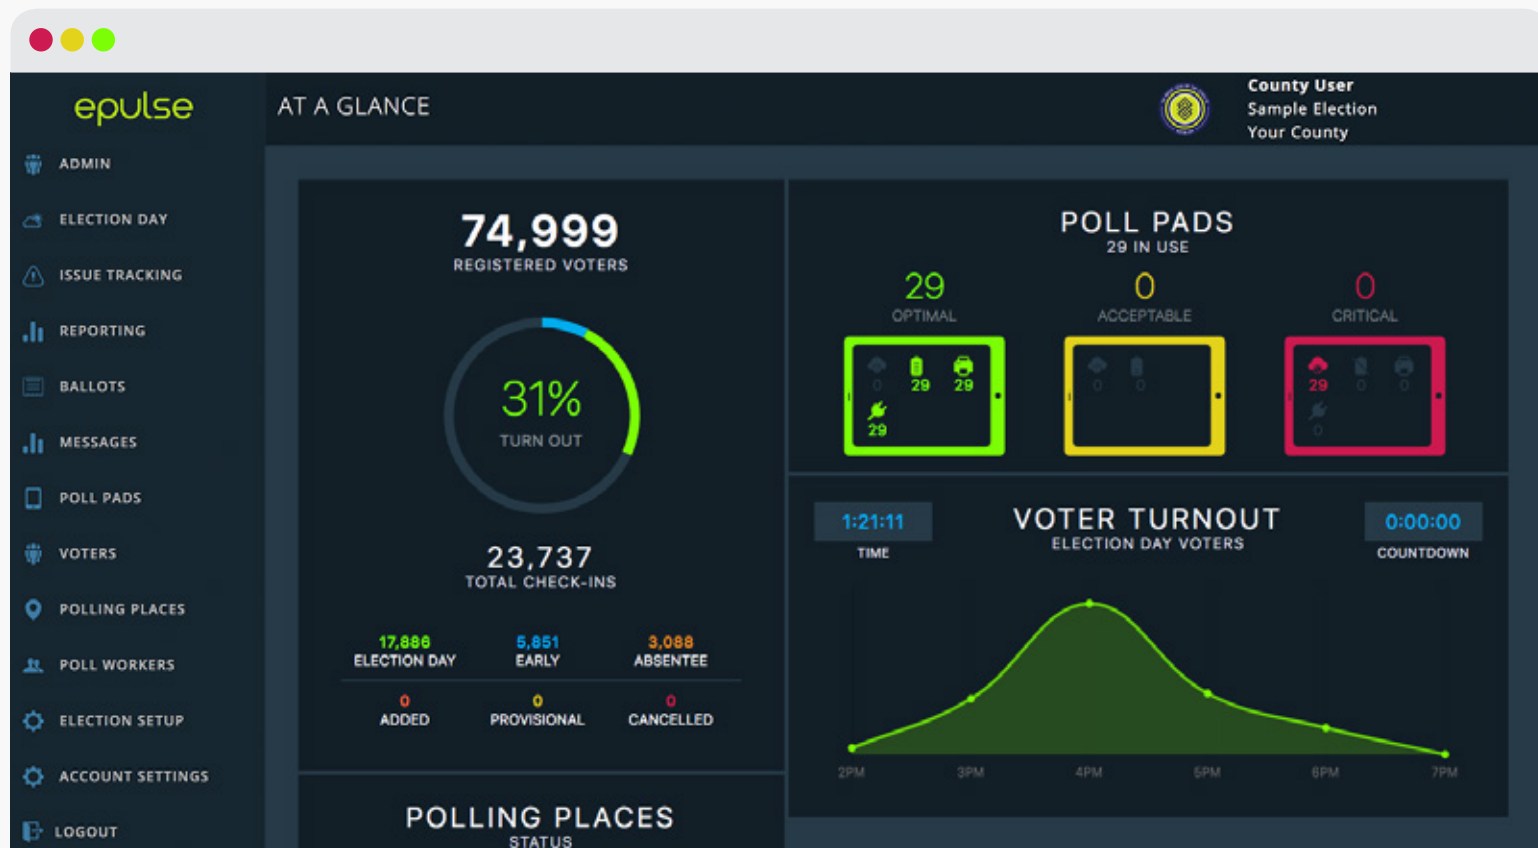 epulse
AT A GLANCE
County User
Sample Election
Your County
ADMIN
ELECTION DAY
ISSUE TRACKING
REPORTING
BALLOTS
MESSAGES
POLL PADS
VOTERS
POLLING PLACES
POLL WORKERS
ELECTION SETUP
ACCOUNT SETTINGS
LOGOUT
74,999
REGISTERED VOTERS
31%
TURN OUT
23,737
TOTAL CHECK-INS
17,886 5,851 3,088
ELECTION DAY EARLY ABSENTEE
0 0 0
ADDED PROVISIONAL CANCELLED
POLLING PLACES
STATUS
POLL PADS
29 IN USE
29 0 0
OPTIMAL ACCEPTABLE CRITICAL
0 29 29 0 0 29 0 0
29 0
1:21:11
TIME
VOTER TURNOUT
ELECTION DAY VOTERS
0:00:00
COUNTDOWN
2PM 3PM 4PM 5PM 6PM 7PM